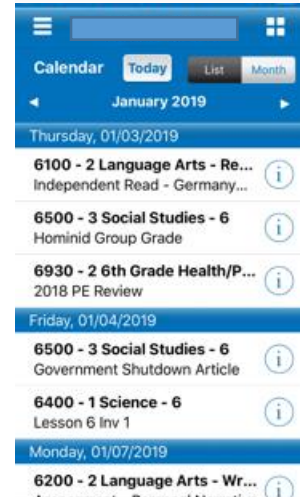 Calendar Today List Month
January 2019
Thursday, 01/03/2019
6100 - 2 Language Arts - Re...
Independent Read - Germany...
6500 - 3 Social Studies - 6
Hominid Group Grade
6930 - 2 6th Grade Health/P...
2018 PE Review
Friday, 01/04/2019
6500 - 3 Social Studies - 6
Government Shutdown Article
6400 - 1 Science - 6
Lesson 6 Inv 1
Monday, 01/07/2019
6200 - 2 Language Arts - Wr...